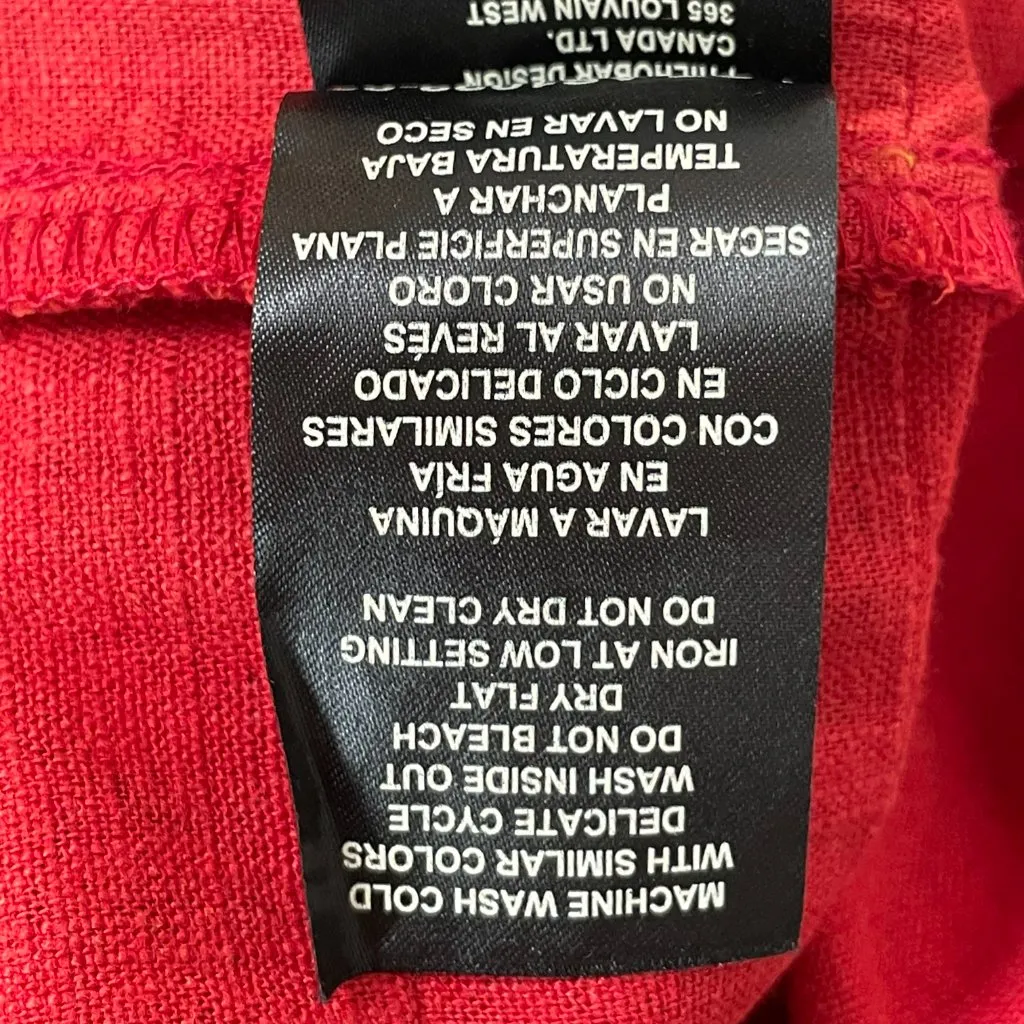 MACHINE WASH COLD
WITH SIMILAR COLORS
DELICATE CYCLE
WASH INSIDE OUT
DO NOT BLEACH
DRY FLAT
IRON AT LOW SETTING
DO NOT DRY CLEAN
LAVAR A MÁQUINA
EN AGUA FRÍA
CON COLORES SIMILARES
EN CICLO DELICADO
LAVAR AL REVÉS
NO USAR CLORO
SECAR EN SUPERFICIE PLANA
PLANCHAR A
TEMPERATURA BAJA
NO LAVAR EN SECO
DESIGN
CANADA LTD.
365 LOUVAIN WEST